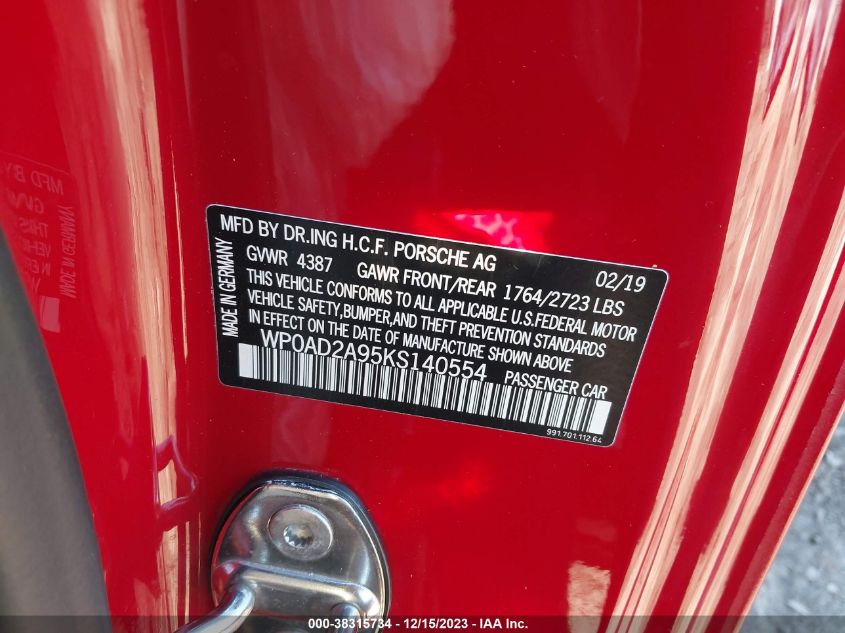 MFD BY DR.ING H.C.F. PORSCHE AG 02/19
GVWR 4387 GAWR FRONT/REAR 1764/2723 LBS
THIS VEHICLE CONFORMS TO ALL APPLICABLE U.S.FEDERAL MOTOR
VEHICLE SAFETY,BUMPER,AND THEFT PREVENTION STANDARDS
IN EFFECT ON THE DATE OF MANUFACTURE SHOWN ABOVE
WP0AD2A95KS140554 PASSENGER CAR
MADE IN GERMANY
991.701.112.64
000-38315734 - 12/15/2023 - IAA Inc.